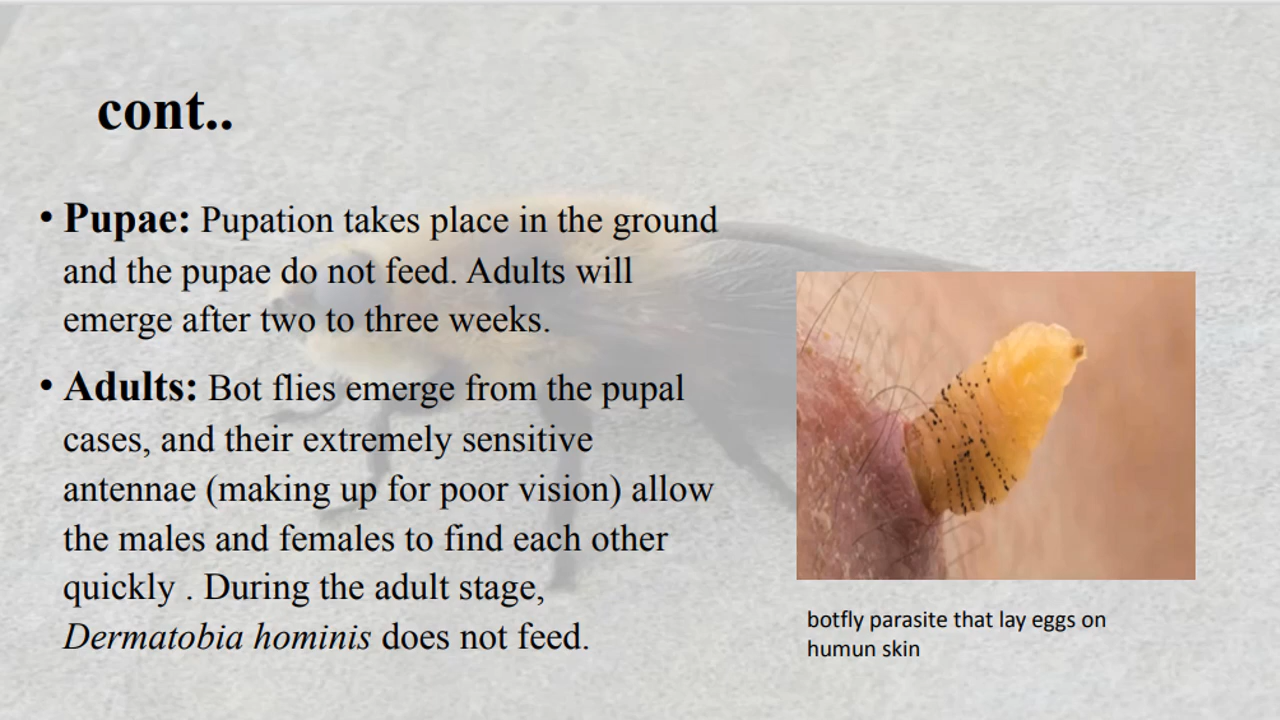 cont..
• Pupae: Pupation takes place in the ground
and the pupae do not feed. Adults will
emerge after two to three weeks.
• Adults: Bot flies emerge from the pupal
cases, and their extremely sensitive
antennae (making up for poor vision) allow
the males and females to find each other
quickly . During the adult stage,
Dermatobia hominis does not feed.
botfly parasite that lay eggs on
humun skin